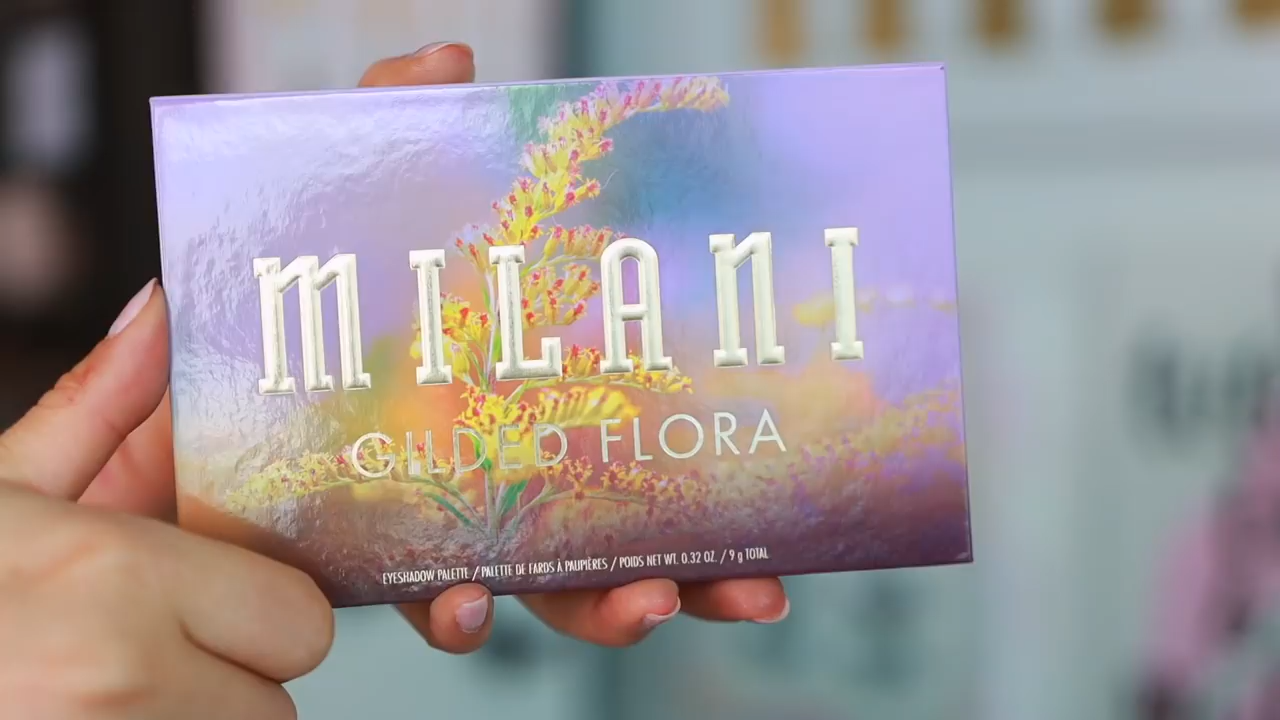 MILANI
GILDED FLORA
EYESHADOW PALETTE / PALETTE DE FARDS À PAUPIÈRES / POIDS NET WT. 0.32 OZ. / 9 g TOTAL